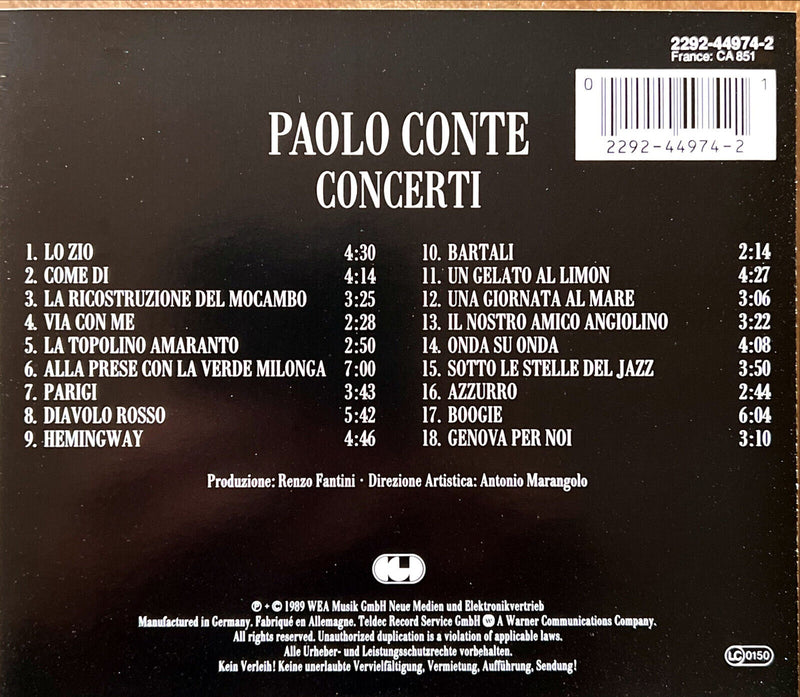 2292-44974-2
France: CA 851
0 1
2292-44974-2
PAOLO CONTE
CONCERTI
1. LO ZIO 4:30
2. COME DI 4:14
3. LA RICOSTRUZIONE DEL MOCAMBO 3:25
4. VIA CON ME 2:28
5. LA TOPOLINO AMARANTO 2:50
6. ALLA PRESE CON LA VERDE MILONGA 7:00
7. PARIGI 3:43
8. DIAVOLO ROSSO 5:42
9. HEMINGWAY 4:46
10. BARTALI 2:14
11. UN GELATO AL LIMON 4:27
12. UNA GIORNATA AL MARE 3:06
13. IL NOSTRO AMICO ANGIOLINO 3:22
14. ONDA SU ONDA 4:08
15. SOTTO LE STELLE DEL JAZZ 3:50
16. AZZURRO 2:44
17. BOOGIE 6:04
18. GENOVA PER NOI 3:10
Produzione: Renzo Fantini · Direzione Artistica: Antonio Marangolo
℗ + © 1989 WEA Musik GmbH Neue Medien und Elektronikvertrieb
Manufactured in Germany. Fabriqué en Allemagne. Teldec Record Service GmbH A Warner Communications Company.
All rights reserved. Unauthorized duplication is a violation of applicable laws.
Alle Urheber- und Leistungsschutzrechte vorbehalten.
Kein Verleih! Keine unerlaubte Vervielfältigung, Vermietung, Aufführung, Sendung!
LC 0150